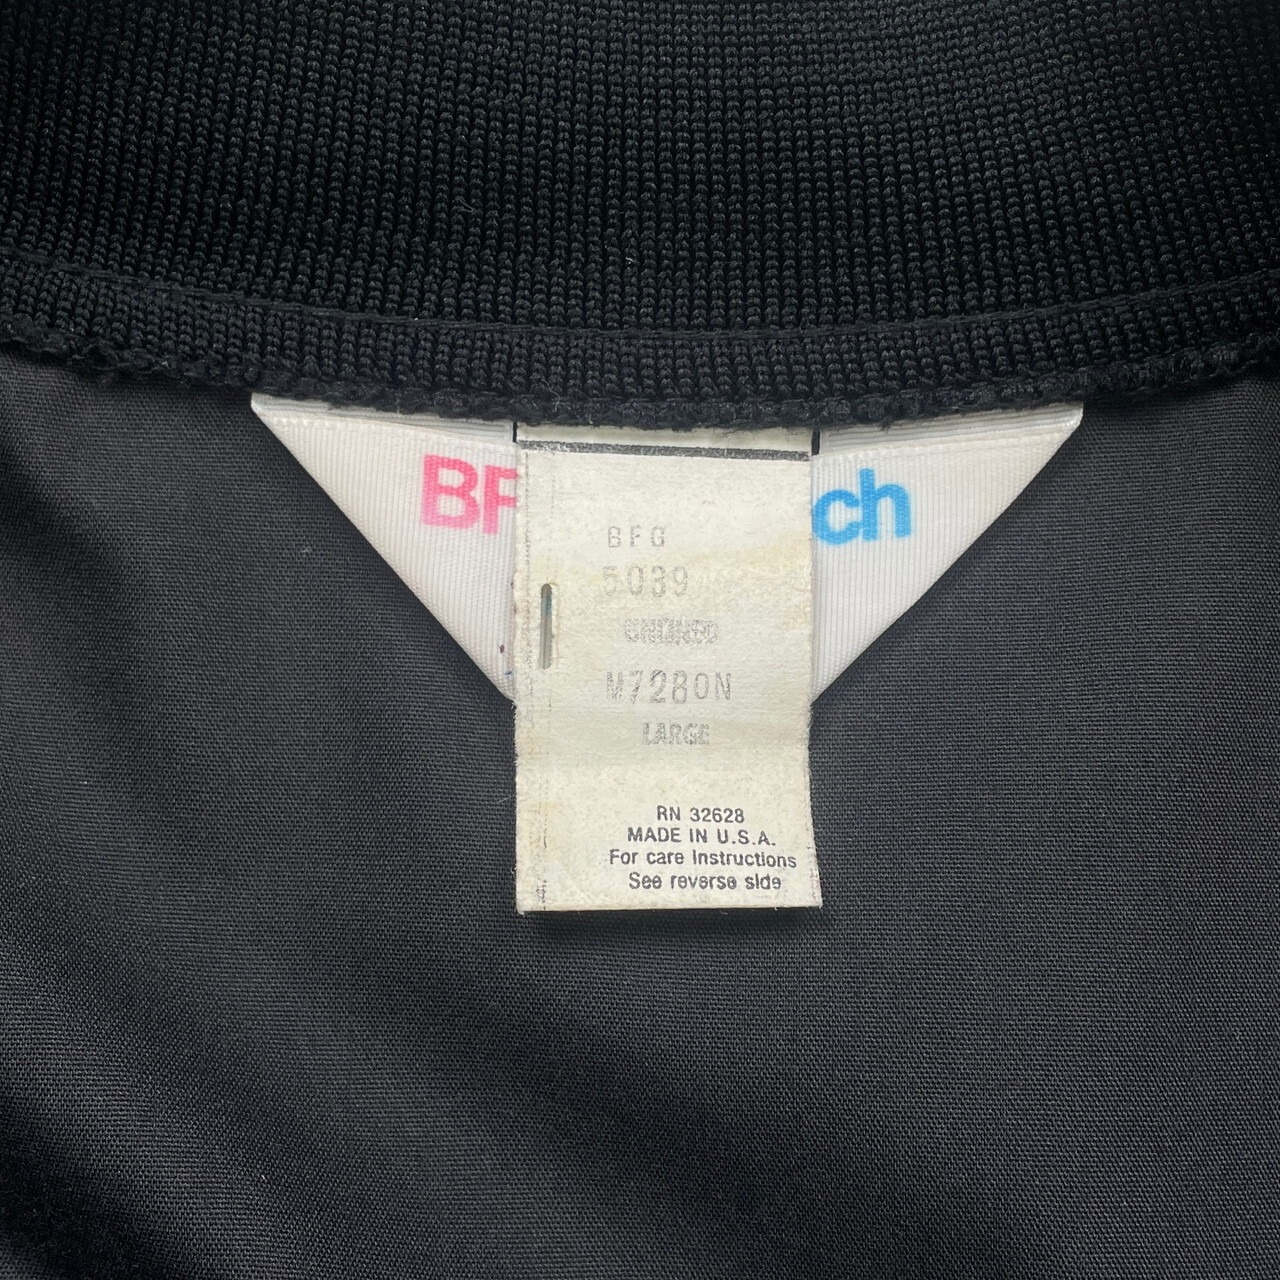 BF ch
BFG
5039
M7280N
LARGE
RN 32628
MADE IN U.S.A.
For care Instructions
See reverse side